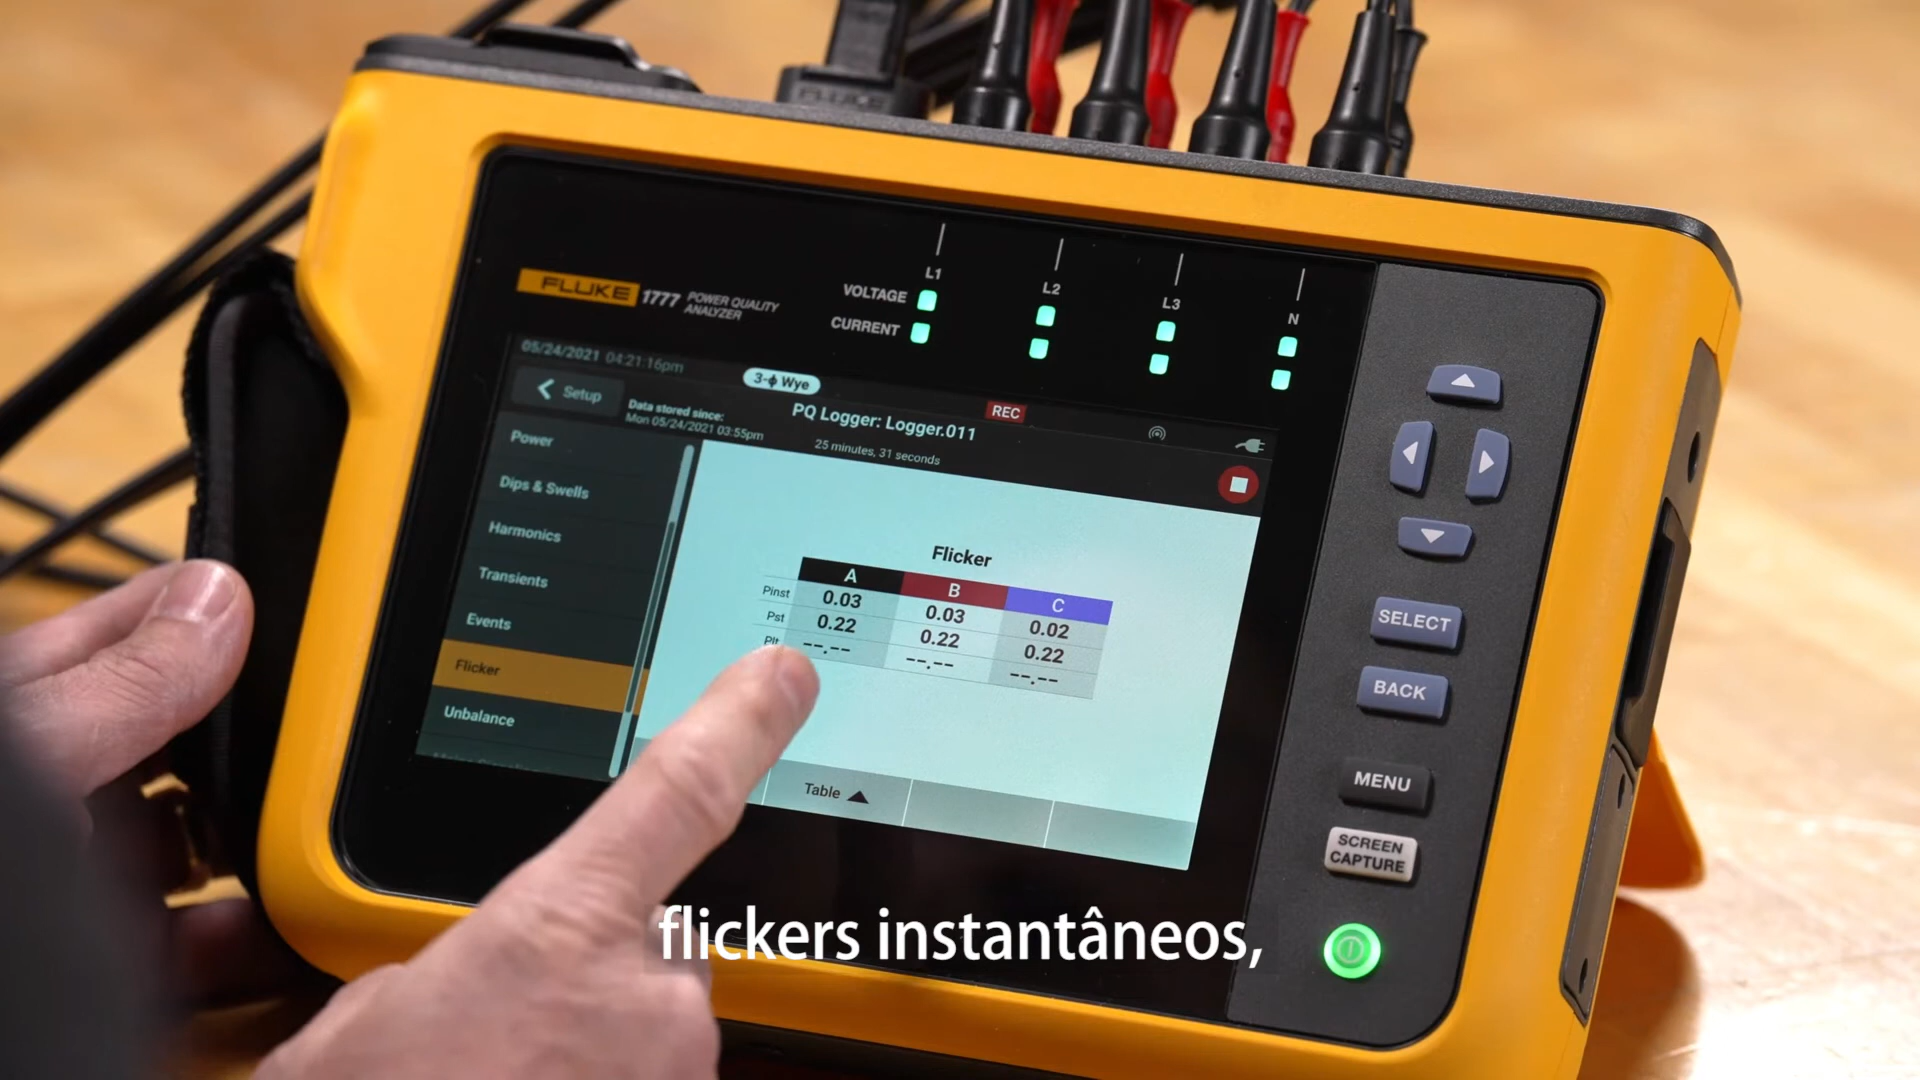 FLUKE
L1
L2
L3
N
VOLTAGE
CURRENT
FLUKE 1777 POWER QUALITY
ANALYZER
05/24/2021 04:21:16pm
3-ϕ Wye
Setup
Data stored since:
Mon 05/24/2021 03:55pm
PQ Logger: Logger.011
REC
25 minutes, 31 seconds
Power
Dips & Swells
Harmonics
Transients
Events
Flicker
Unbalance
Flicker
A B C
Pinst 0.03 0.03 0.02
Pst 0.22 0.22 0.22
Plt --.-- --.-- --.--
Table
SELECT
BACK
MENU
SCREEN
CAPTURE
flickers instantâneos,